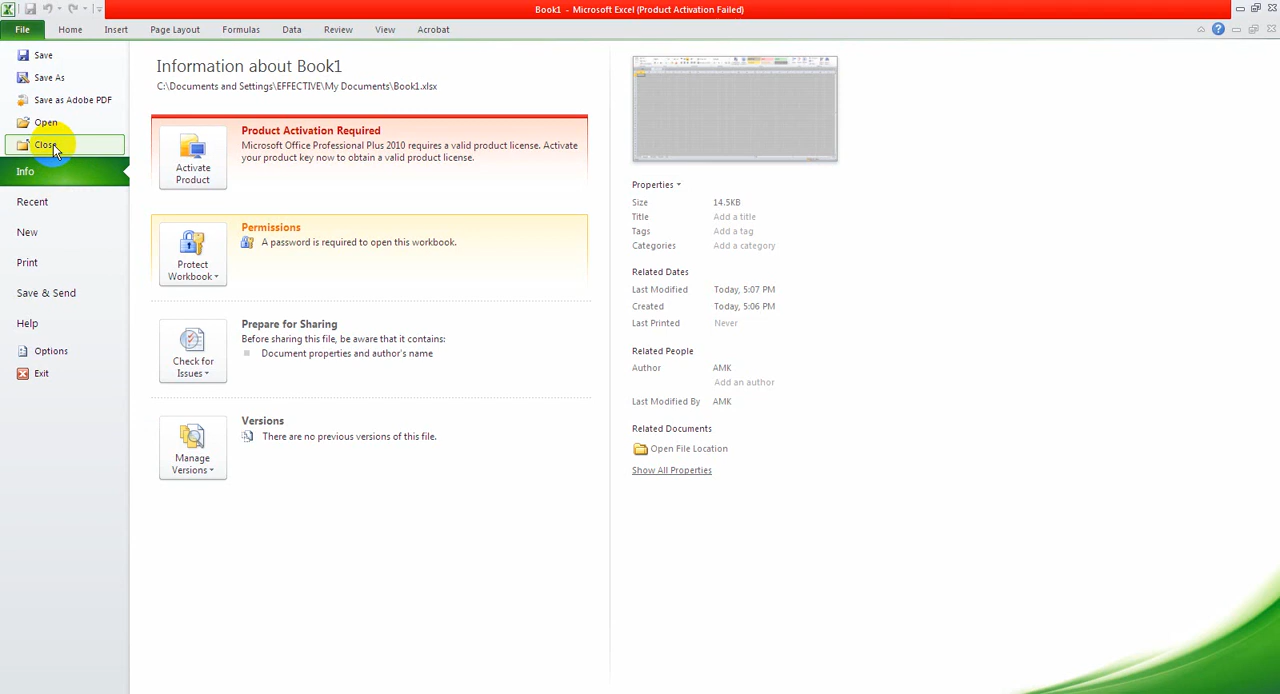 Book1 - Microsoft Excel (Product Activation Failed)
File Home Insert Page Layout Formulas Data Review View Acrobat
Save
Save As
Save as Adobe PDF
Open
Close
Info
Recent
New
Print
Save & Send
Help
Options
Exit
Information about Book1
C:\Documents and Settings\EFFECTIVE\My Documents\Book1.xlsx
Activate
Product
Product Activation Required
Microsoft Office Professional Plus 2010 requires a valid product license. Activate
your product key now to obtain a valid product license.
Protect
Workbook
Permissions
A password is required to open this workbook.
Check for
Issues
Prepare for Sharing
Before sharing this file, be aware that it contains:
Document properties and author's name
Manage
Versions
Versions
There are no previous versions of this file.
Properties
Size 14.5KB
Title Add a title
Tags Add a tag
Categories Add a category
Related Dates
Last Modified Today, 5:07 PM
Created Today, 5:06 PM
Last Printed Never
Related People
Author AMK
Add an author
Last Modified By AMK
Related Documents
Open File Location
Show All Properties